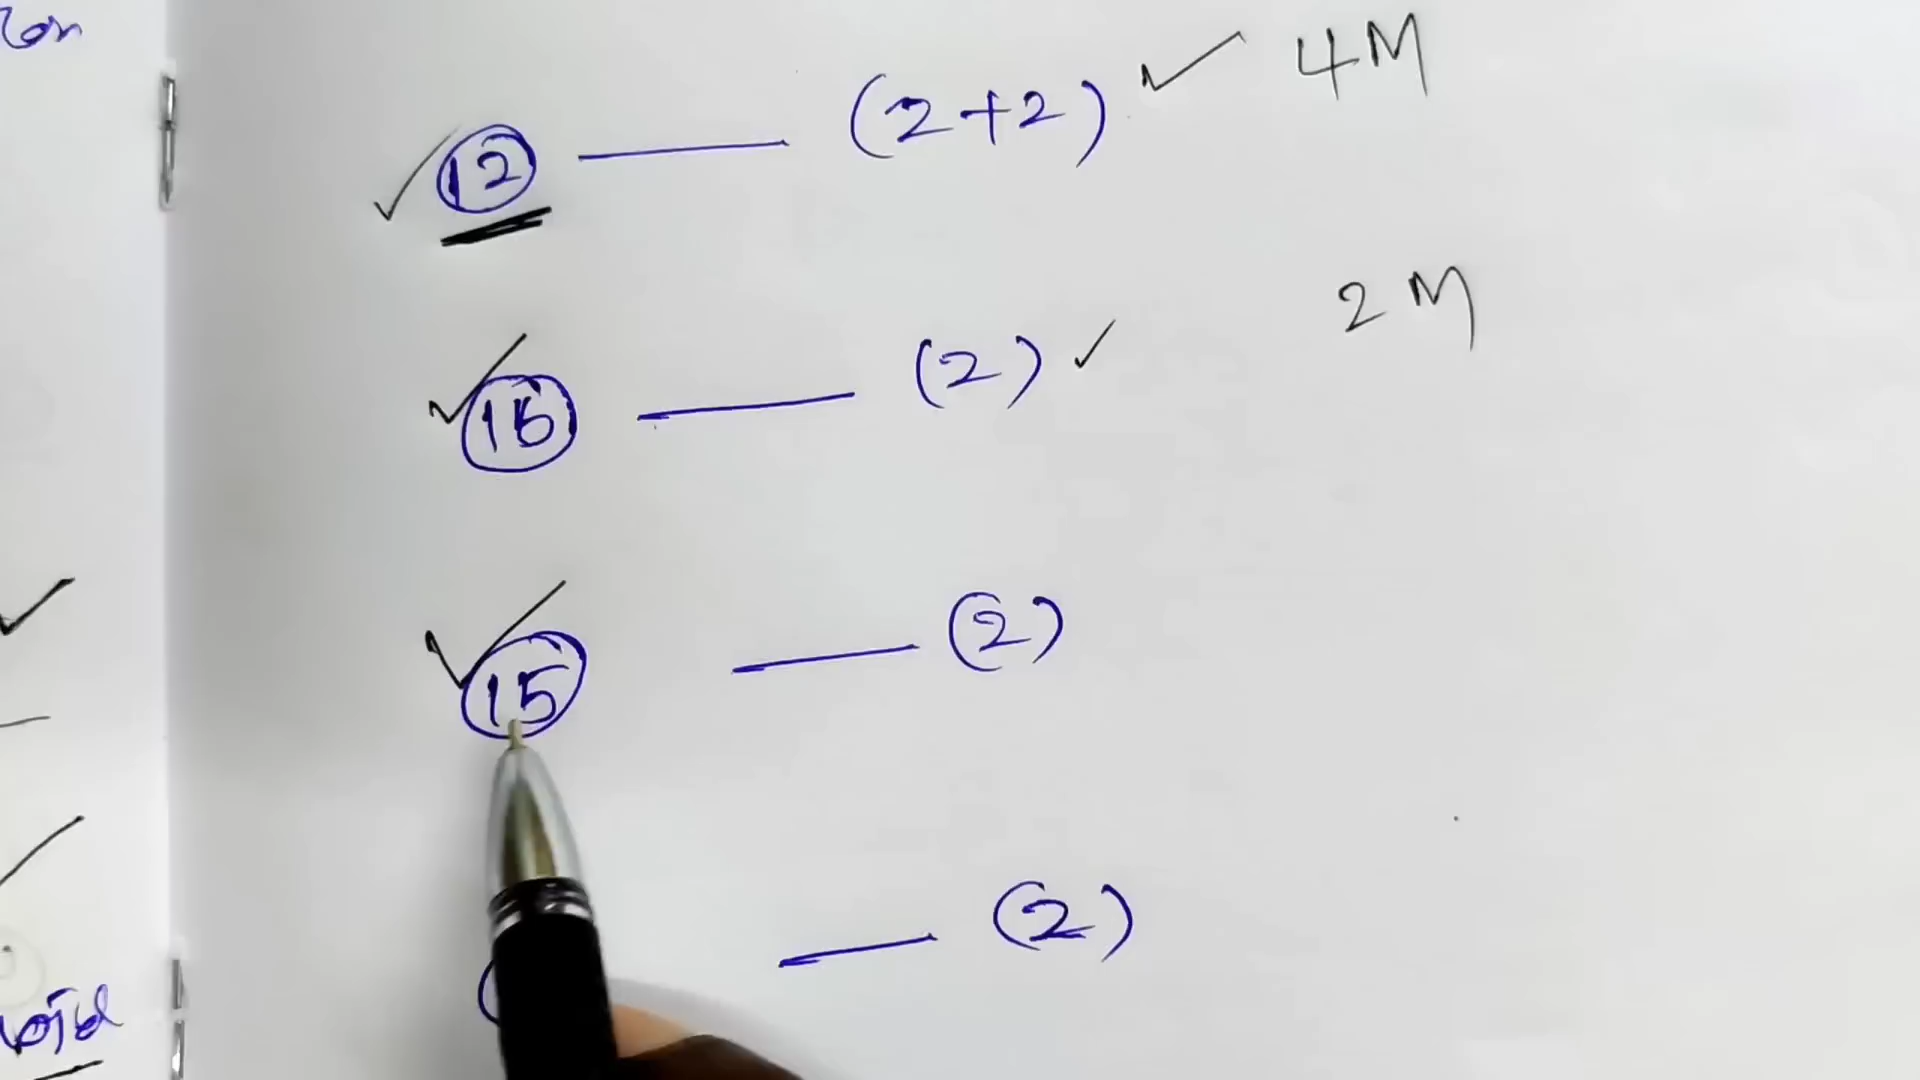 12 — (2+2) ✓ 4M
16 — (2) ✓ 2M
15 — (2)
— (2)